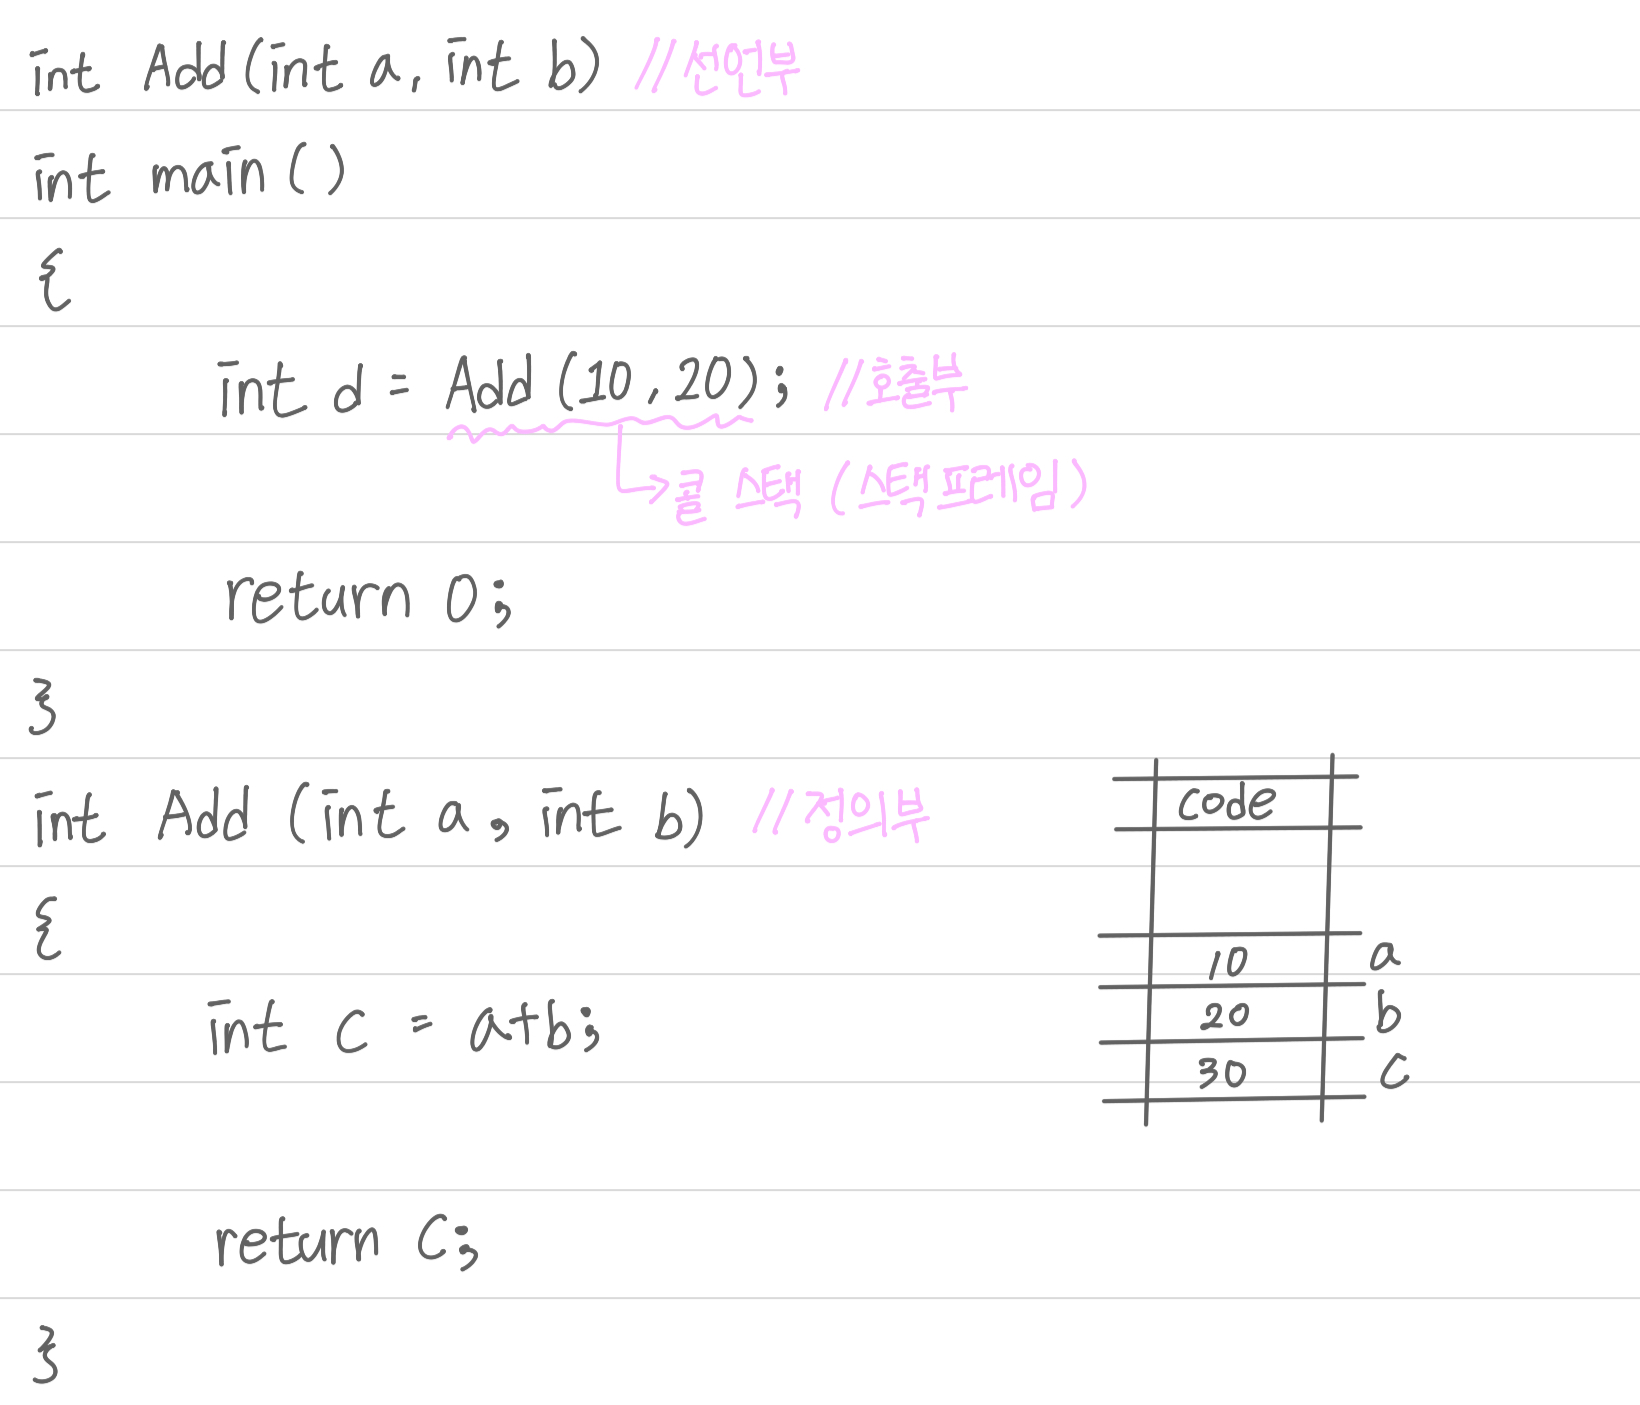 int Add(int a, int b) //선언부
int main()
{
int d = Add(10,20); //호출부
콜 스택 (스택프레임)
return 0;
}
int Add (int a, int b) //정의부
code
{
10 a
int c = a+b;
20 b
30 c
return c;
}